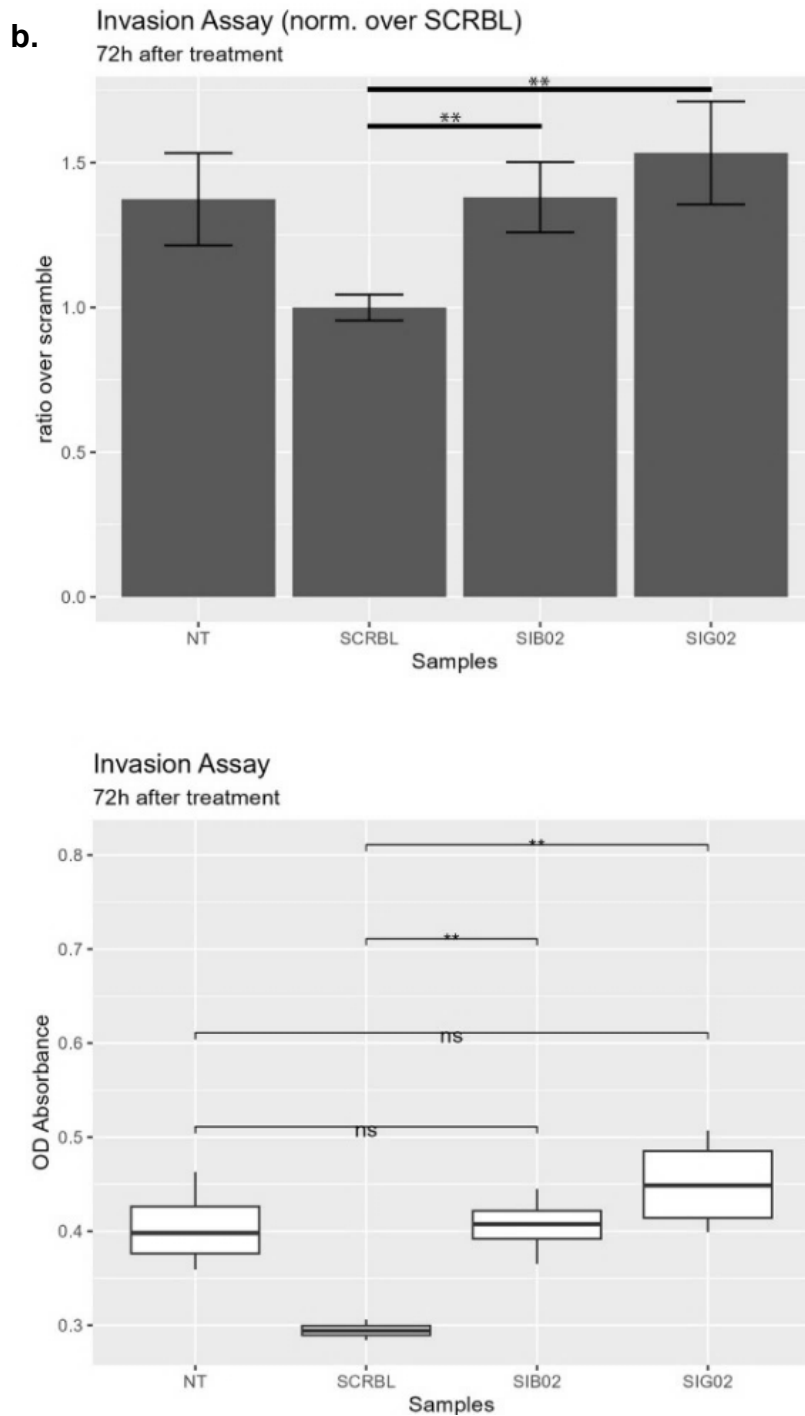 b.
Invasion Assay (norm. over SCRBL)
72h after treatment
**
**
1.5
1.0
0.5
0.0
ratio over scramble
NT SCRBL SIB02 SIG02
Samples
Invasion Assay
72h after treatment
0.8
0.7
0.6
0.5
0.4
0.3
OD Absorbance
**
**
ns
ns
NT SCRBL SIB02 SIG02
Samples